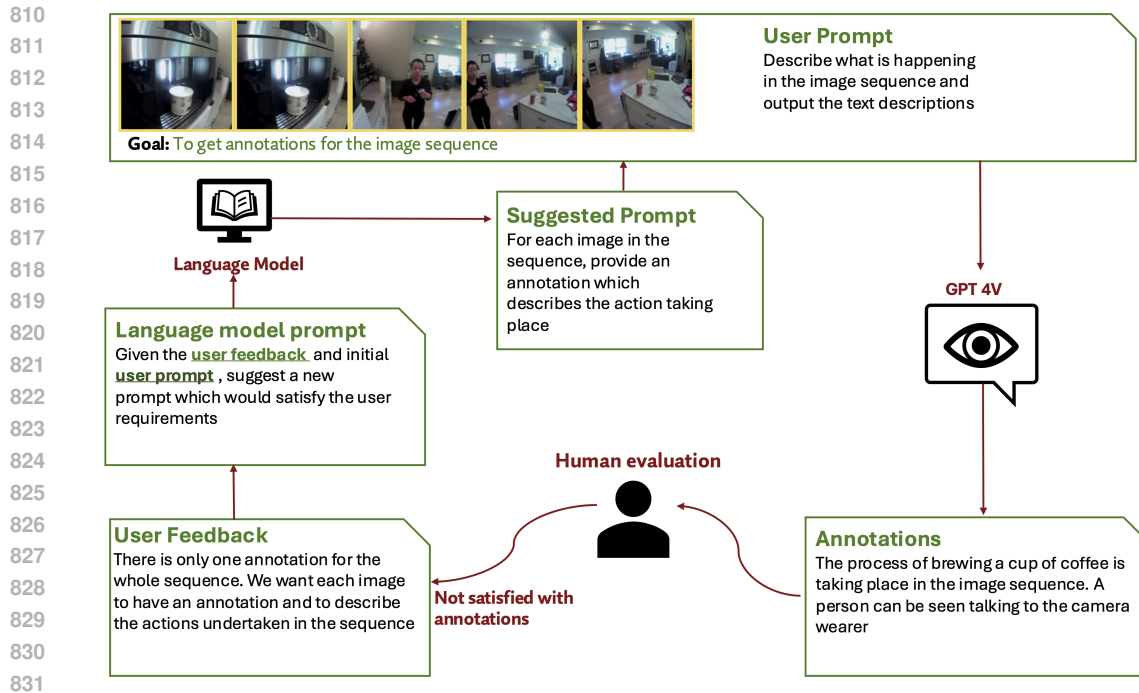 810
811
812
813
814
815
816
817
818
819
820
821
822
823
824
825
826
827
828
829
830
831
User Prompt
Describe what is happening
in the image sequence and
output the text descriptions
Goal: To get annotations for the image sequence
Language Model
Suggested Prompt
For each image in the
sequence, provide an
annotation which
describes the action taking
place
GPT 4V
Language model prompt
Given the user feedback and initial
user prompt , suggest a new
prompt which would satisfy the user
requirements
Human evaluation
User Feedback
There is only one annotation for the
whole sequence. We want each image
to have an annotation and to describe
the actions undertaken in the sequence
Not satisfied with
annotations
Annotations
The process of brewing a cup of coffee is
taking place in the image sequence. A
person can be seen talking to the camera
wearer